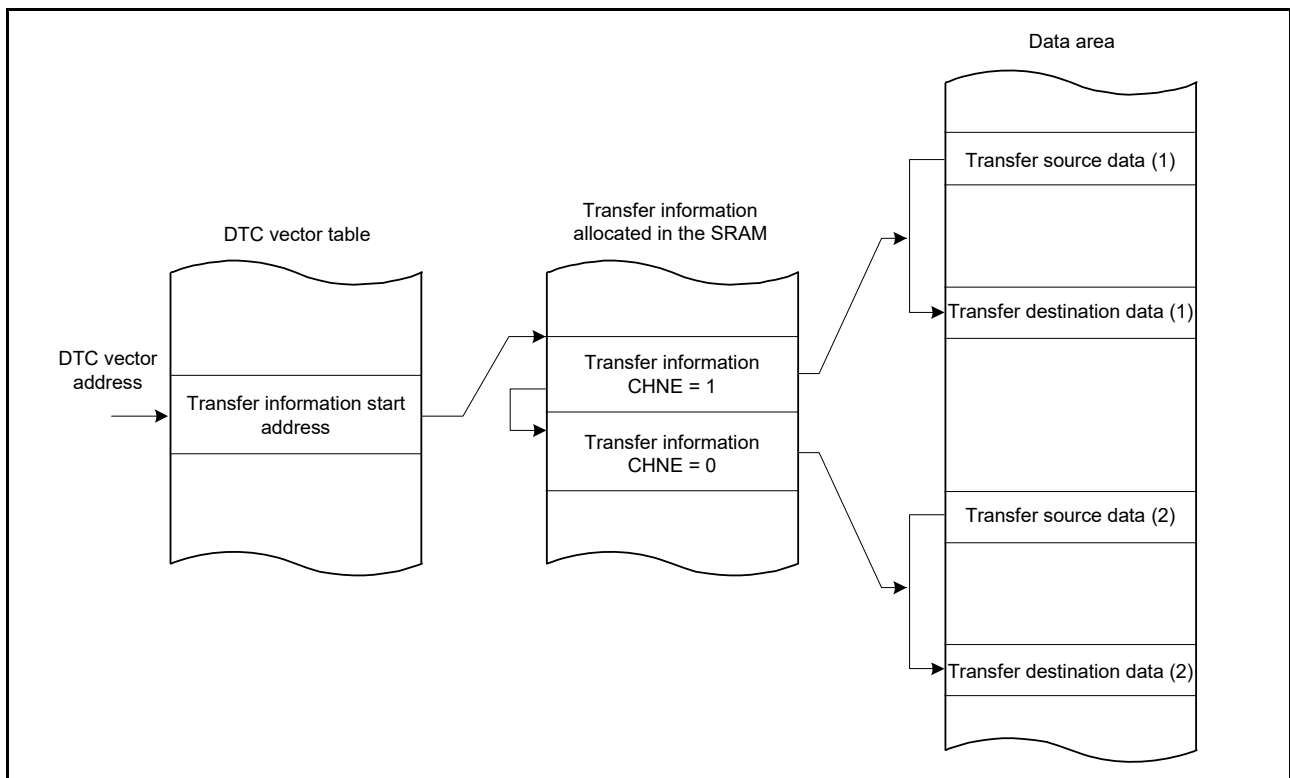 Data area
Transfer source data (1)
Transfer destination data (1)
Transfer source data (2)
Transfer destination data (2)
Transfer information
allocated in the SRAM
Transfer information
CHNE = 1
Transfer information
CHNE = 0
DTC vector table
Transfer information start
address
DTC vector
address